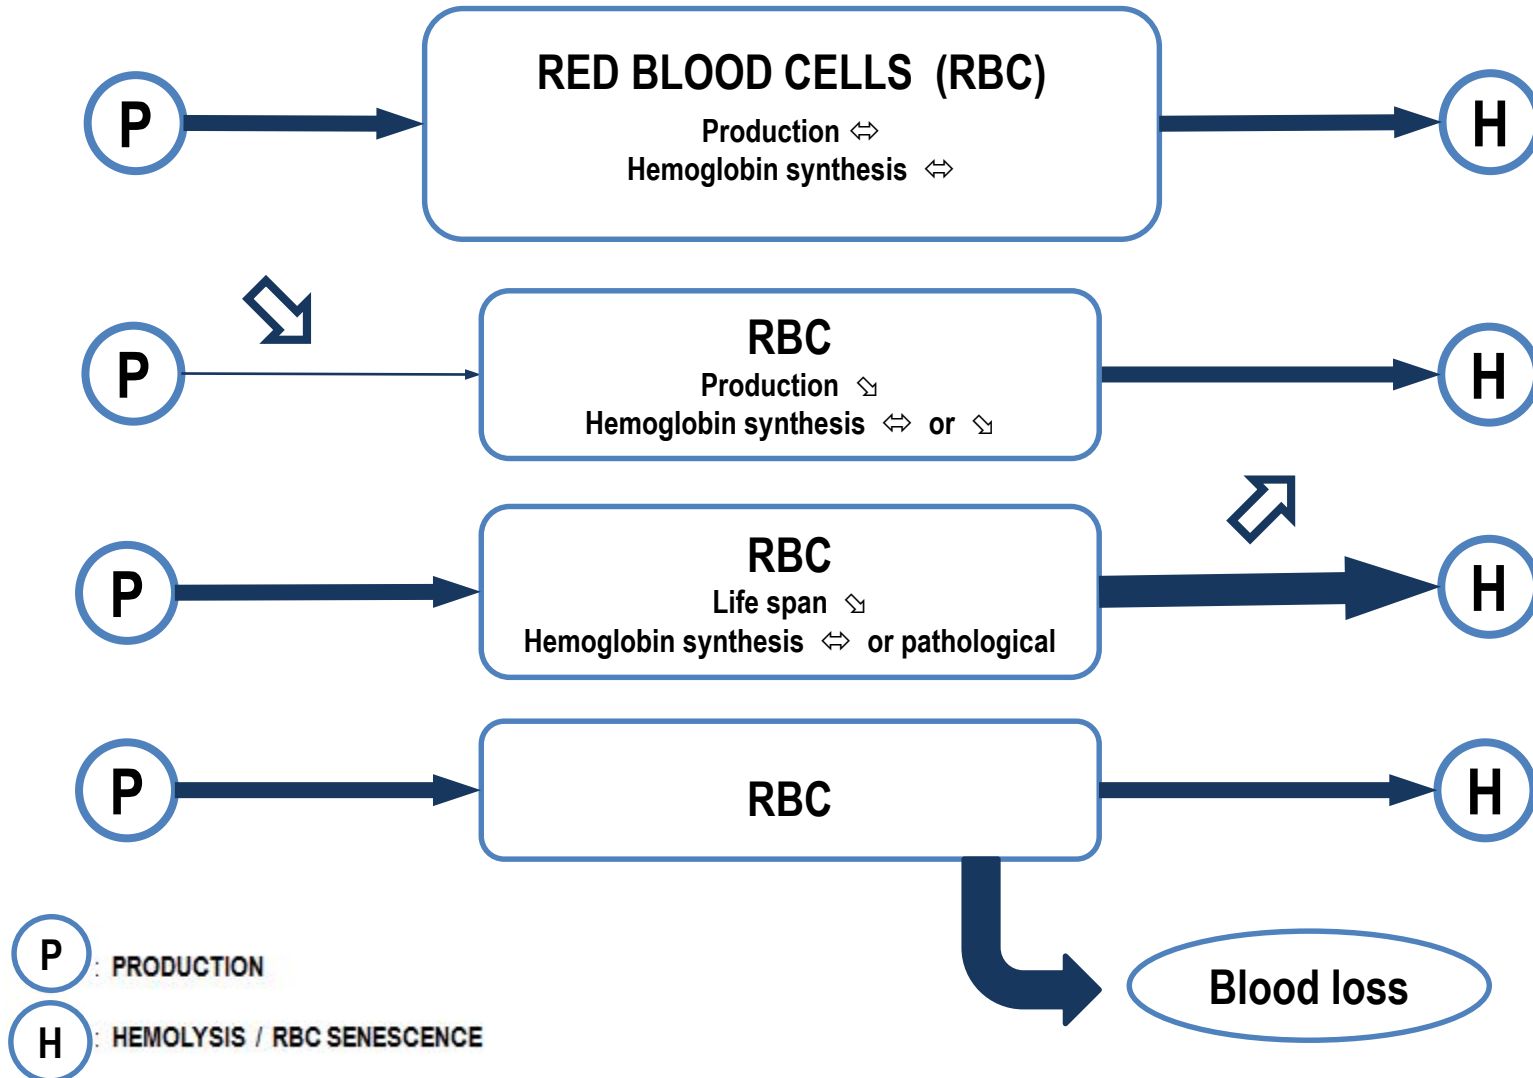 RED BLOOD CELLS (RBC)
P
Production ⇔
H
Hemoglobin synthesis ⇔
RBC
P
Production ⬂
H
Hemoglobin synthesis ⇔ or ⬂
RBC
P
Life span ⬂
H
Hemoglobin synthesis ⇔ or pathological
P
RBC
H
P : PRODUCTION
Blood loss
H : HEMOLYSIS / RBC SENESCENCE